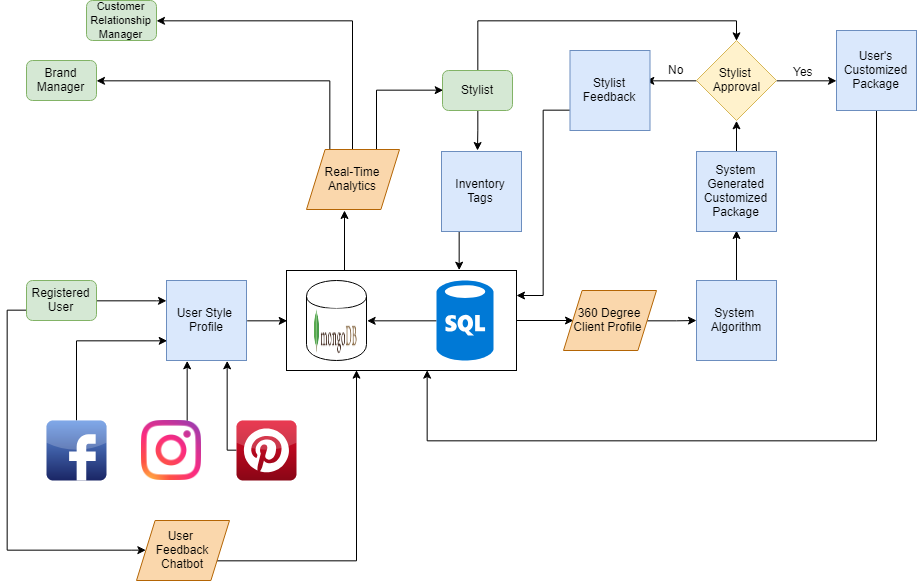 Customer
Relationship
Manager
Brand
Manager
Stylist
Stylist
Feedback
No
Stylist
Approval
Yes
User's
Customized
Package
Real-Time
Analytics
Inventory
Tags
System
Generated
Customized
Package
Registered
User
User Style
Profile
mongoDB
SQL
360 Degree
Client Profile
System
Algorithm
User
Feedback
Chatbot